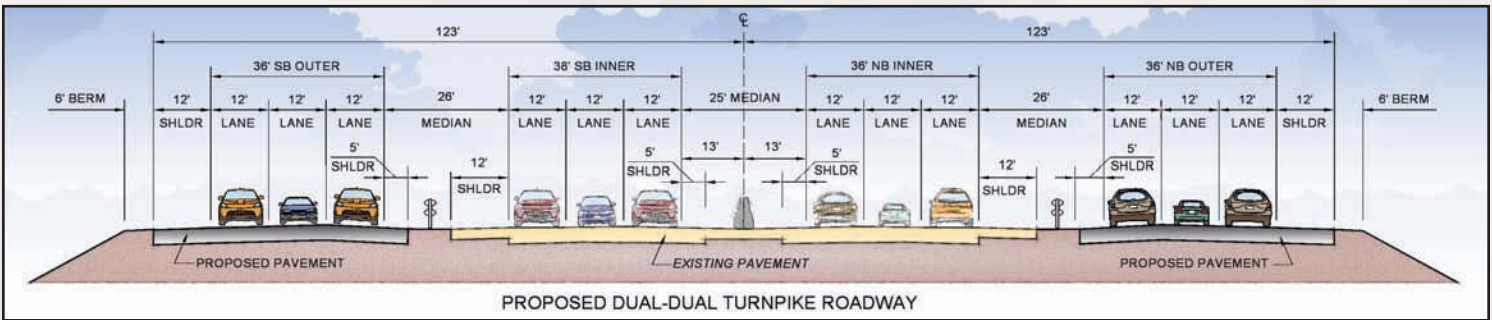 ℄
123' 123'
36' SB OUTER 38' SB INNER 36' NB INNER 36' NB OUTER
6' BERM 12' 12' 12' 12' 26' 12' 12' 12' 25' MEDIAN 12' 12' 12' 26' 12' 12' 12' 12' 6' BERM
SHLDR LANE LANE LANE MEDIAN LANE LANE LANE LANE LANE LANE MEDIAN LANE LANE LANE SHLDR
5' 12' 5' 13' 13' 5' 12' 5'
SHLDR SHLDR SHLDR SHLDR SHLDR SHLDR
PROPOSED PAVEMENT EXISTING PAVEMENT PROPOSED PAVEMENT
PROPOSED DUAL-DUAL TURNPIKE ROADWAY